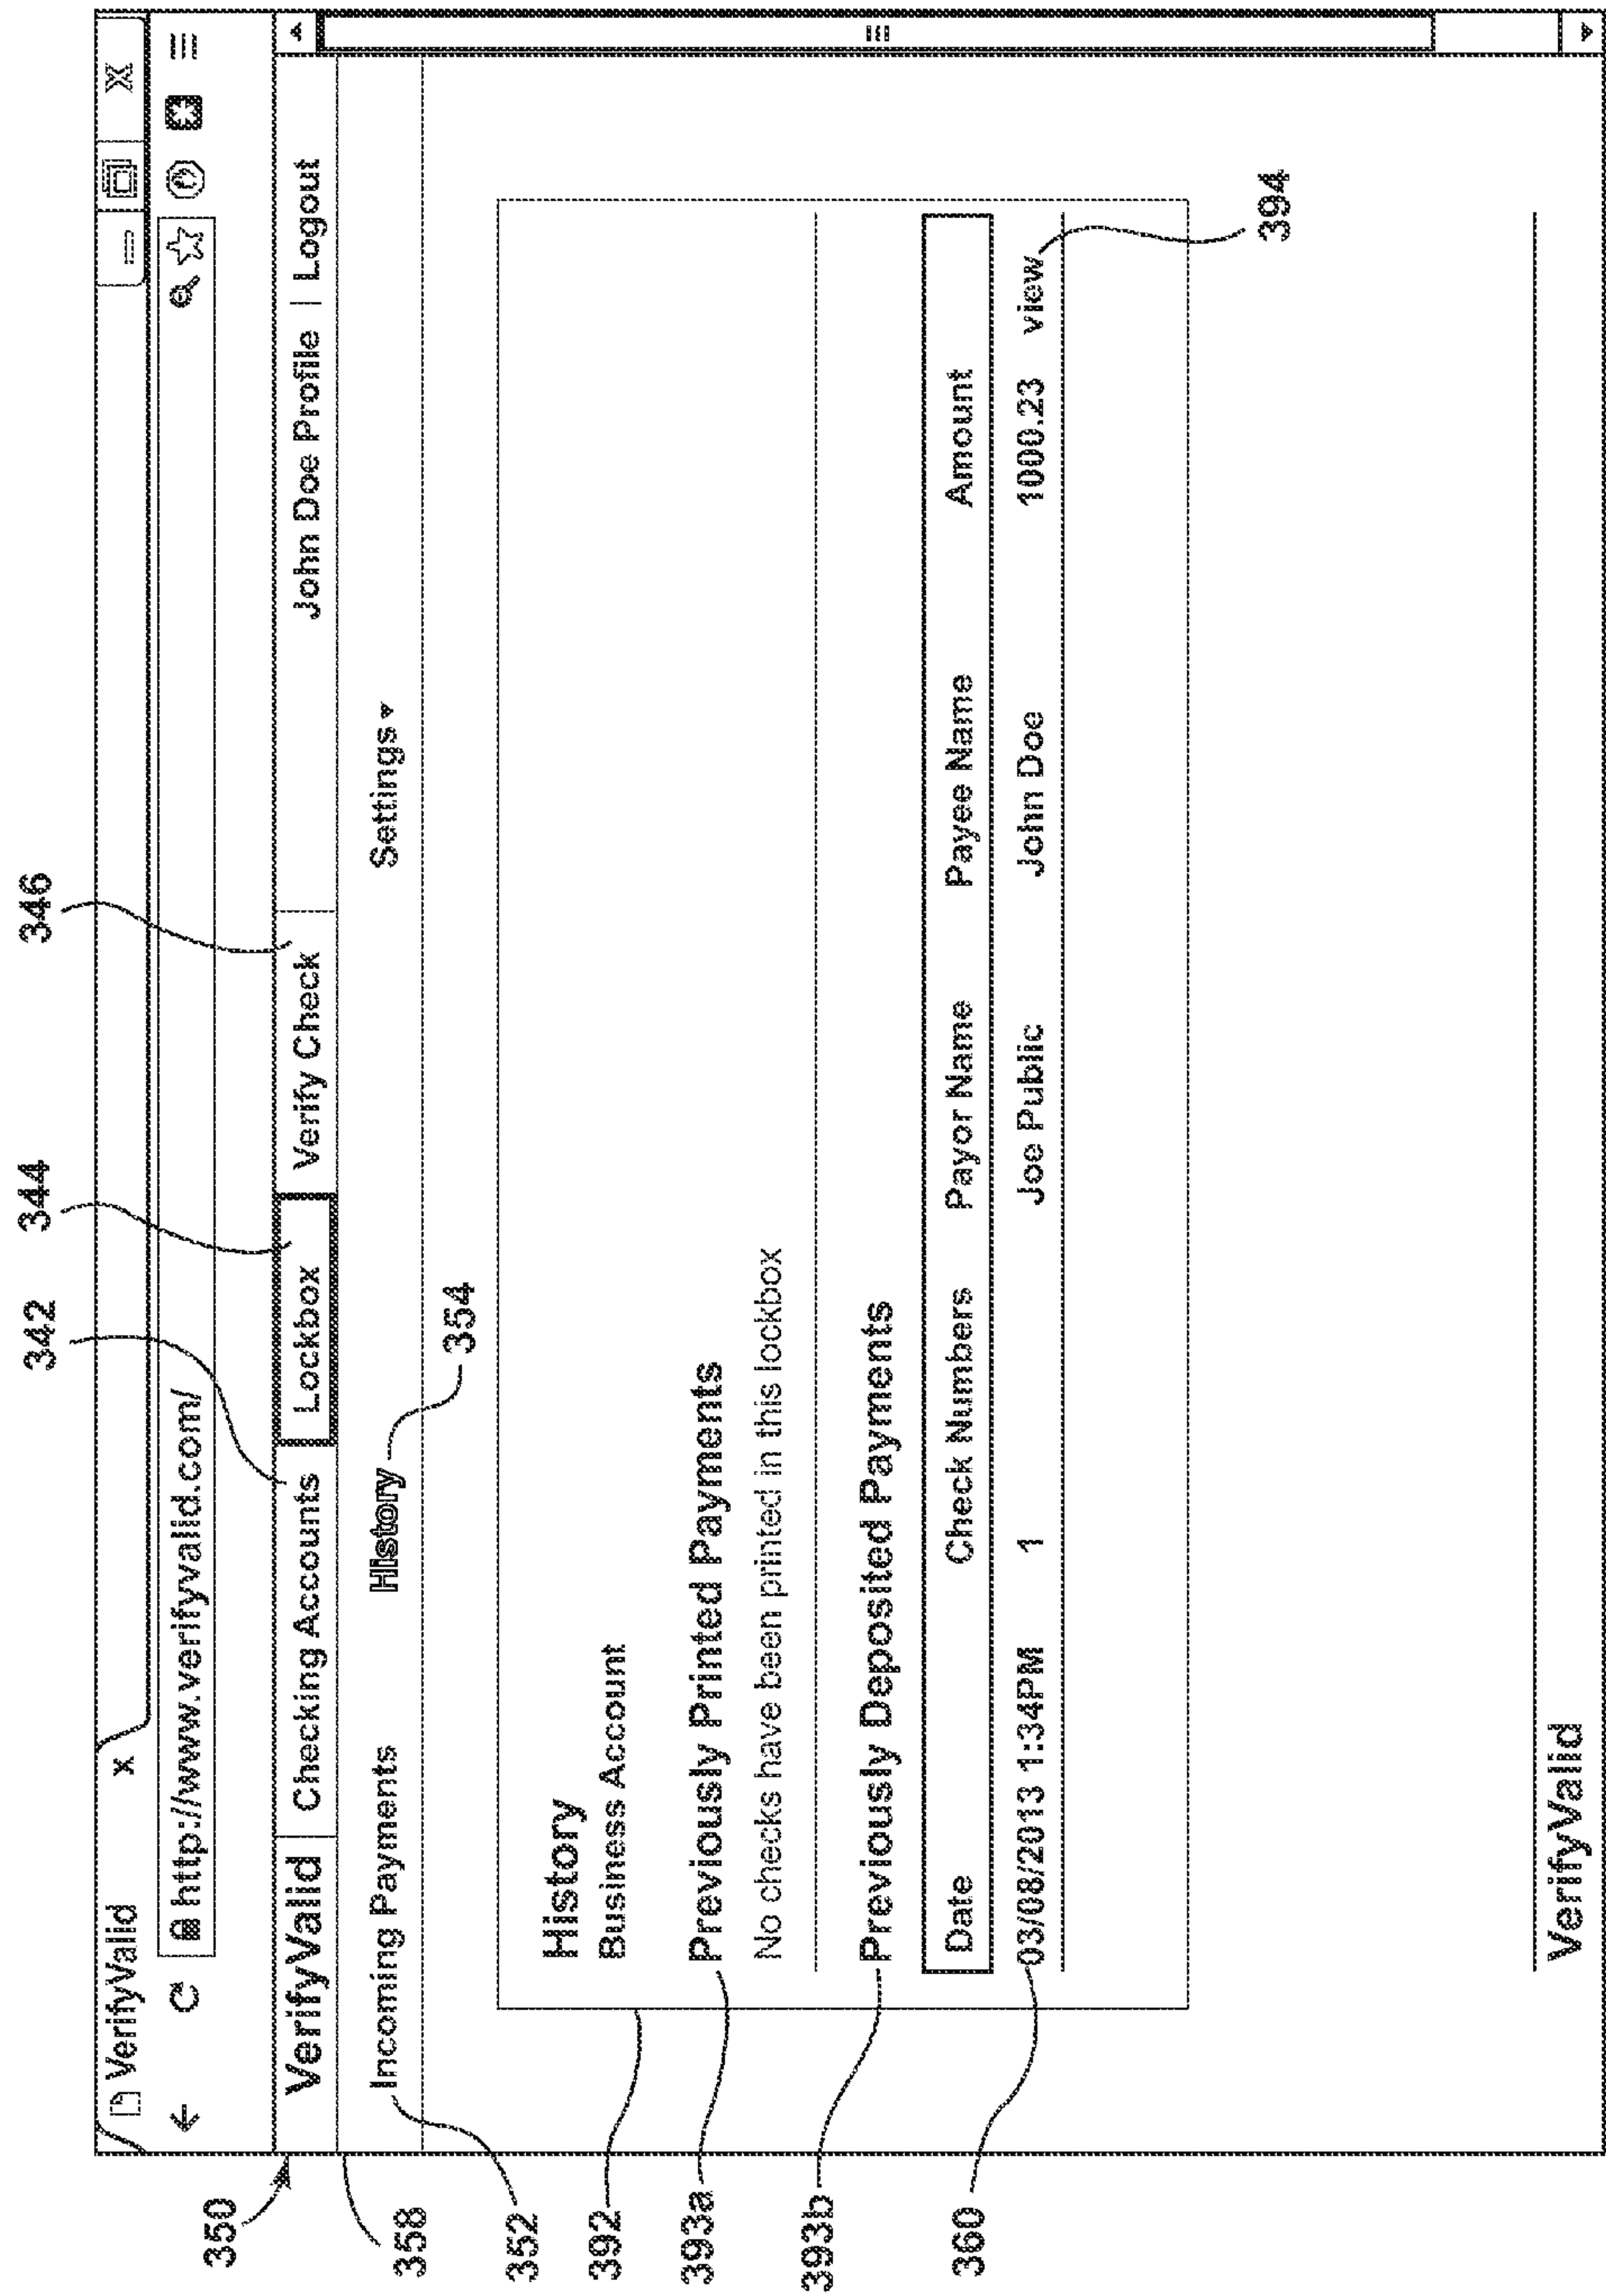 342
344
346
VerifyValid x
http://www.verifyvalid.com/
350
VerifyValid Checking Accounts Lockbox Verify Check John Doe Profile | Logout
358
352
Incoming Payments History Settings
354
392
History
Business Account
393a
Previously Printed Payments
No checks have been printed in this lockbox
393b
Previously Deposited Payments
Date Check Numbers Payor Name Payee Name Amount
360
03/08/2013 1:34PM 1 Joe Public John Doe 1000.23 view
394
VerifyValid